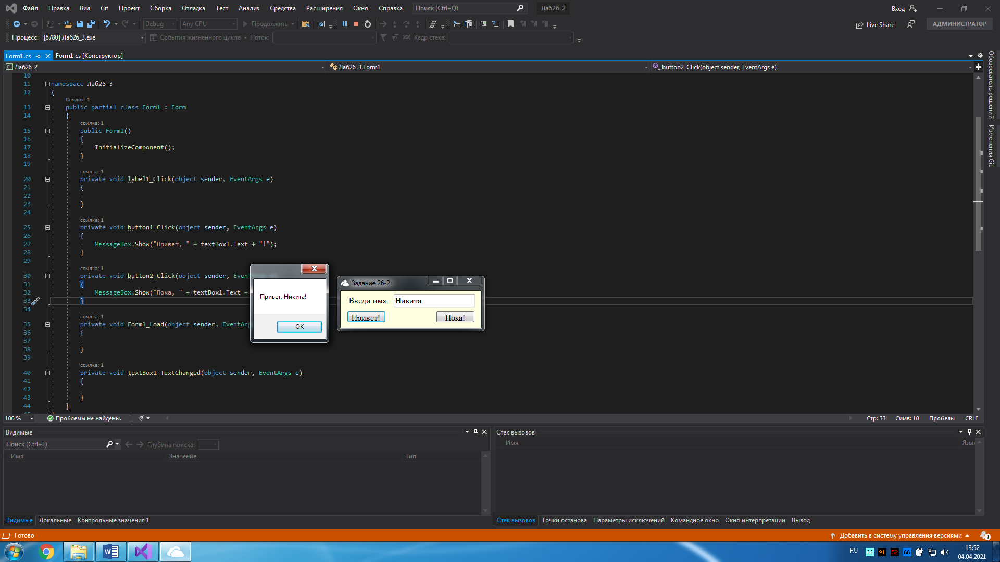 Файл Правка Вид Git Проект Сборка Отладка Тест Анализ Средства Расширения Окно Справка Поиск (Ctrl+Q) Лаб26_2 Вход
Debug Any CPU Продолжить Live Share АДМИНИСТРАТОР
Процесс: [8780] Лаб26_3.exe События жизненного цикла Поток: Кадр стека:
Form1.cs Form1.cs [Конструктор]
C# Лаб26_2 Лаб26_3.Form1 button2_Click(object sender, EventArgs e)
10
11 namespace Лаб26_3
12 {
Ссылок: 4
13 public partial class Form1 : Form
14 {
ссылка: 1
15 public Form1()
16 {
17 InitializeComponent();
18 }
19
ссылка: 1
20 private void label1_Click(object sender, EventArgs e)
21 {
22
23 }
24
ссылка: 1
25 private void button1_Click(object sender, EventArgs e)
26 {
27 MessageBox.Show("Привет, " + textBox1.Text + "!");
28 }
29
ссылка: 1
30 private void button2_Click(object sender, Even
31 {
32 MessageBox.Show("Пока, " + textBox1.Text +
33 }
34
ссылка: 1
35 private void Form1_Load(object sender, EventArg
36 {
37
38 }
39
ссылка: 1
40 private void textBox1_TextChanged(object sender, EventArgs e)
41 {
42
43 }
44 }
Привет, Никита!
OK
Задание 26-2
Введи имя: Никита
Привет! Пока!
Обозреватель решений
Изменения Git
100 % Проблемы не найдены. Стр: 33 Симв: 10 Пробелы CRLF
Видимые
Поиск (Ctrl+E) Глубина поиска:
Имя Значение Тип
Видимые Локальные Контрольные значения 1
Стек вызовов
Имя Язык
Стек вызовов Точки останова Параметры исключений Командное окно Окно интерпретации Вывод
Готово Добавить в систему управления версиями 3
RU 66 91 52 66 13:52
04.04.2021